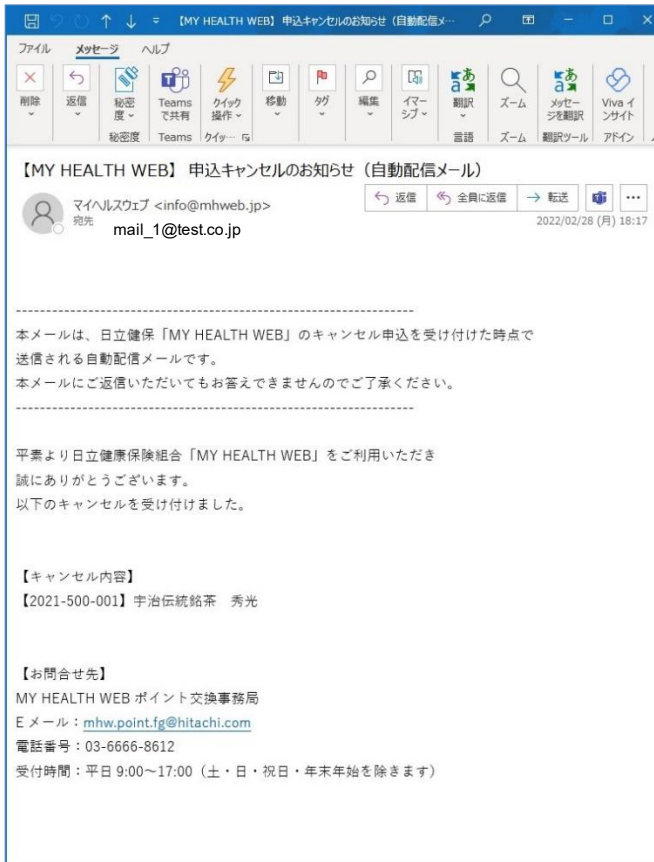 【MY HEALTH WEB】 申込キャンセルのお知らせ（自動配信メ…
ファイル メッセージ ヘルプ
削除 返信 秘密度 Teams で共有 クイック操作 移動 タグ 編集 イマーシブ 翻訳 ズーム メッセージを翻訳 Viva インサイト
秘密度 Teams クイッ… 言語 ズーム 翻訳ツール アドイン
【MY HEALTH WEB】 申込キャンセルのお知らせ（自動配信メール）
マイヘルスウェブ <info@mhweb.jp>
返信 全員に返信 転送 …
宛先 mail_1@test.co.jp
2022/02/28 (月) 18:17
------------------------------------------------------------------
本メールは、日立健保「MY HEALTH WEB」のキャンセル申込を受け付けた時点で
送信される自動配信メールです。
本メールにご返信いただいてもお答えできませんのでご了承ください。
------------------------------------------------------------------
平素より日立健康保険組合「MY HEALTH WEB」をご利用いただき
誠にありがとうございます。
以下のキャンセルを受け付けました。
【キャンセル内容】
【2021-500-001】宇治伝統銘茶　秀光
【お問合せ先】
MY HEALTH WEB ポイント交換事務局
E メール：mhw.point.fg@hitachi.com
電話番号：03-6666-8612
受付時間：平日 9:00～17:00（土・日・祝日・年末年始を除きます）